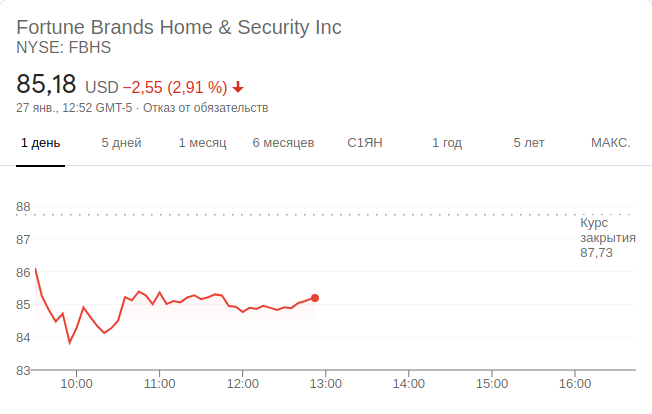 Fortune Brands Home & Security Inc
NYSE: FBHS
85,18 USD −2,55 (2,91 %)
27 янв., 12:52 GMT-5 · Отказ от обязательств
1 день 5 дней 1 месяц 6 месяцев С1ЯН 1 год 5 лет МАКС.
88
Курс
закрытия
87,73
87
86
85
84
83
10:00 11:00 12:00 13:00 14:00 15:00 16:00